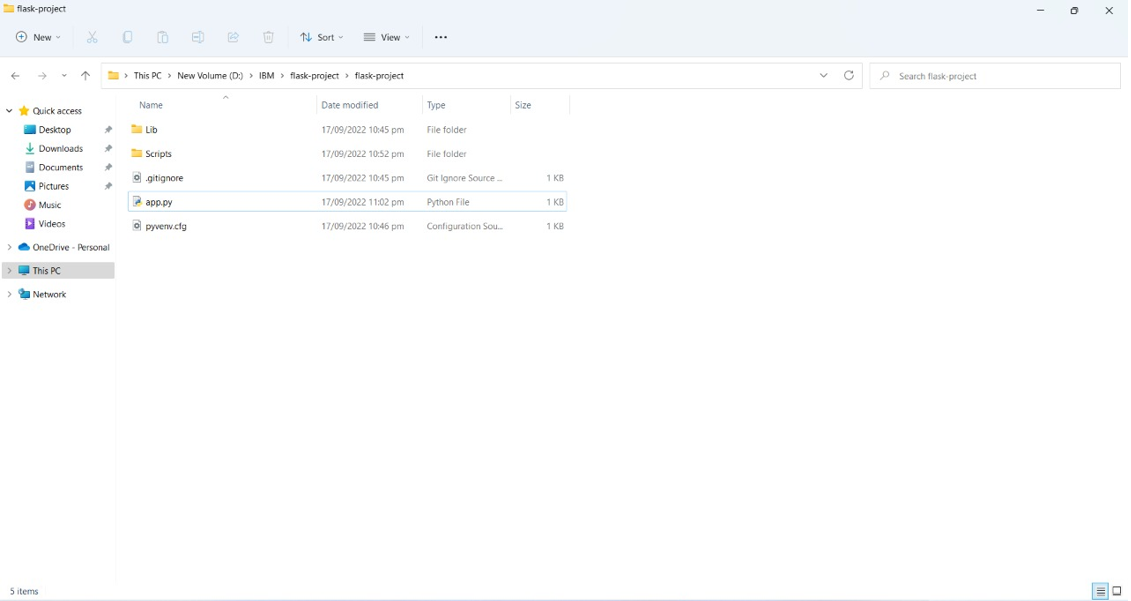 flask-project
New
Sort
View
This PC > New Volume (D:) > IBM > flask-project > flask-project
Search flask-project
Name Date modified Type Size
Quick access
Desktop
Downloads
Documents
Pictures
Music
Videos
OneDrive - Personal
This PC
Network
Lib 17/09/2022 10:45 pm File folder
Scripts 17/09/2022 10:52 pm File folder
.gitignore 17/09/2022 10:45 pm Git Ignore Source ... 1 KB
app.py 17/09/2022 11:02 pm Python File 1 KB
pyvenv.cfg 17/09/2022 10:46 pm Configuration Sou... 1 KB
5 items